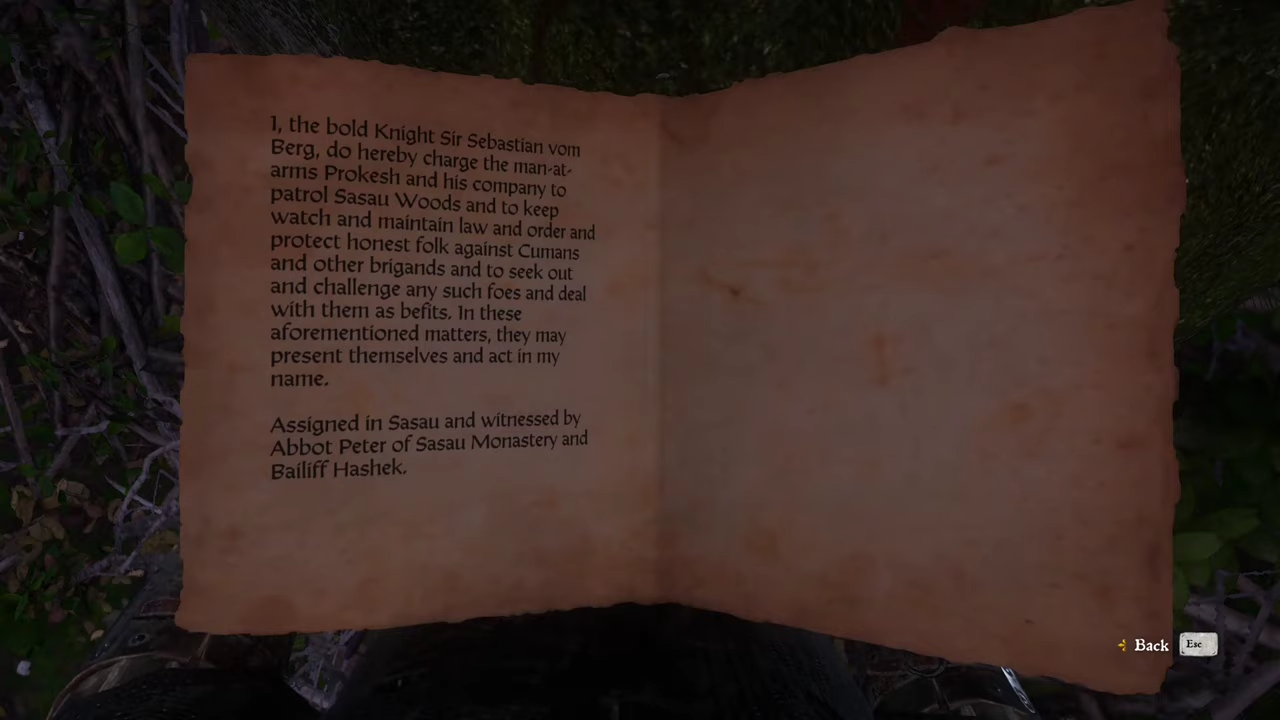 I, the bold Knight Sir Sebastian vom
Berg, do hereby charge the man-at-
arms Prokesh and his company to
patrol Sasau Woods and to keep
watch and maintain law and order and
protect honest folk against Cumans
and other brigands and to seek out
and challenge any such foes and deal
with them as befits. In these
aforementioned matters, they may
present themselves and act in my
name.
Assigned in Sasau and witnessed by
Abbot Peter of Sasau Monastery and
Bailiff Hashek.
Back Esc